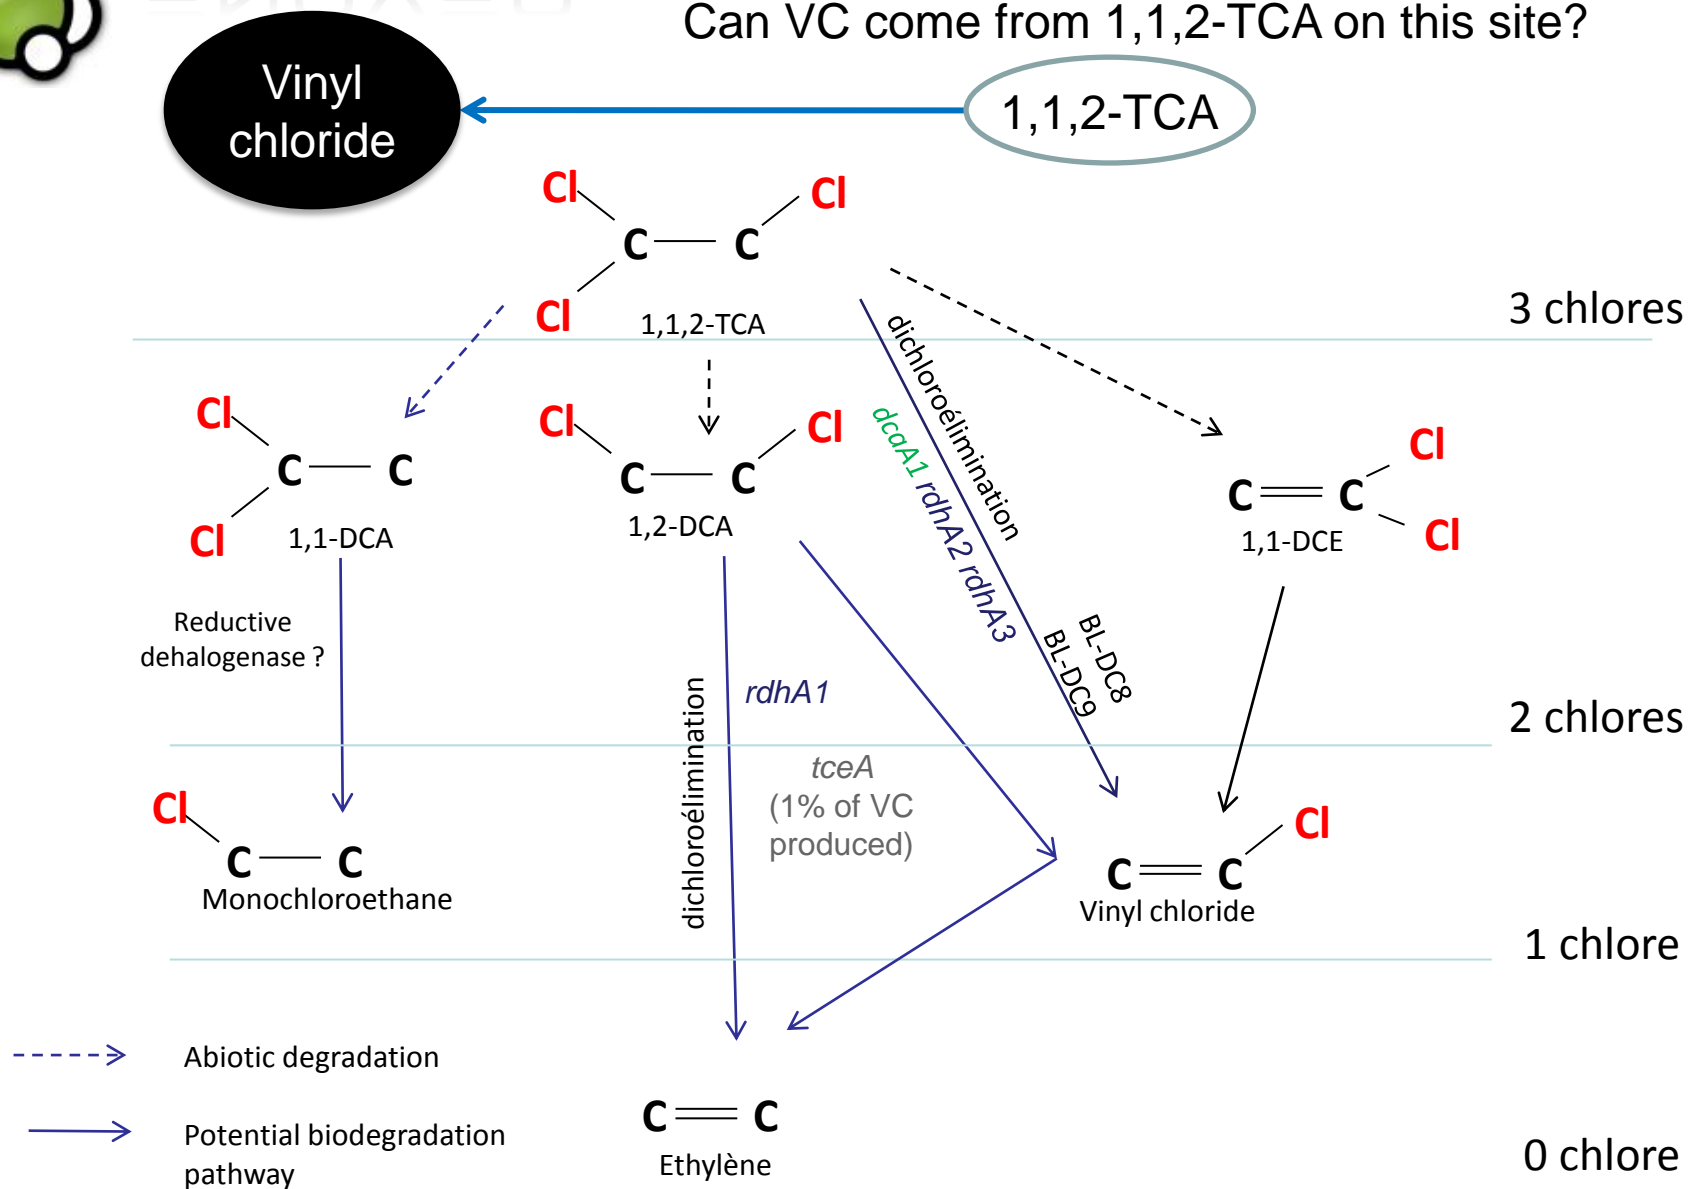 Can VC come from 1,1,2-TCA on this site?
Vinyl
chloride
1,1,2-TCA
Cl
Cl
C
C
Cl
1,1,2-TCA
3 chlores
dichloroélimination
dcaA1 rdhA2 rdhA3
BL-DC8
BL-DC9
Cl
C
C
Cl
1,1-DCA
Cl
Cl
C
C
1,2-DCA
Cl
C
C
Cl
1,1-DCE
Reductive
dehalogenase ?
dichloroélimination
rdhA1
2 chlores
tceA
(1% of VC
produced)
Cl
C
C
Monochloroethane
Cl
C
C
Vinyl chloride
1 chlore
Abiotic degradation
Potential biodegradation
pathway
C
C
Ethylène
0 chlore